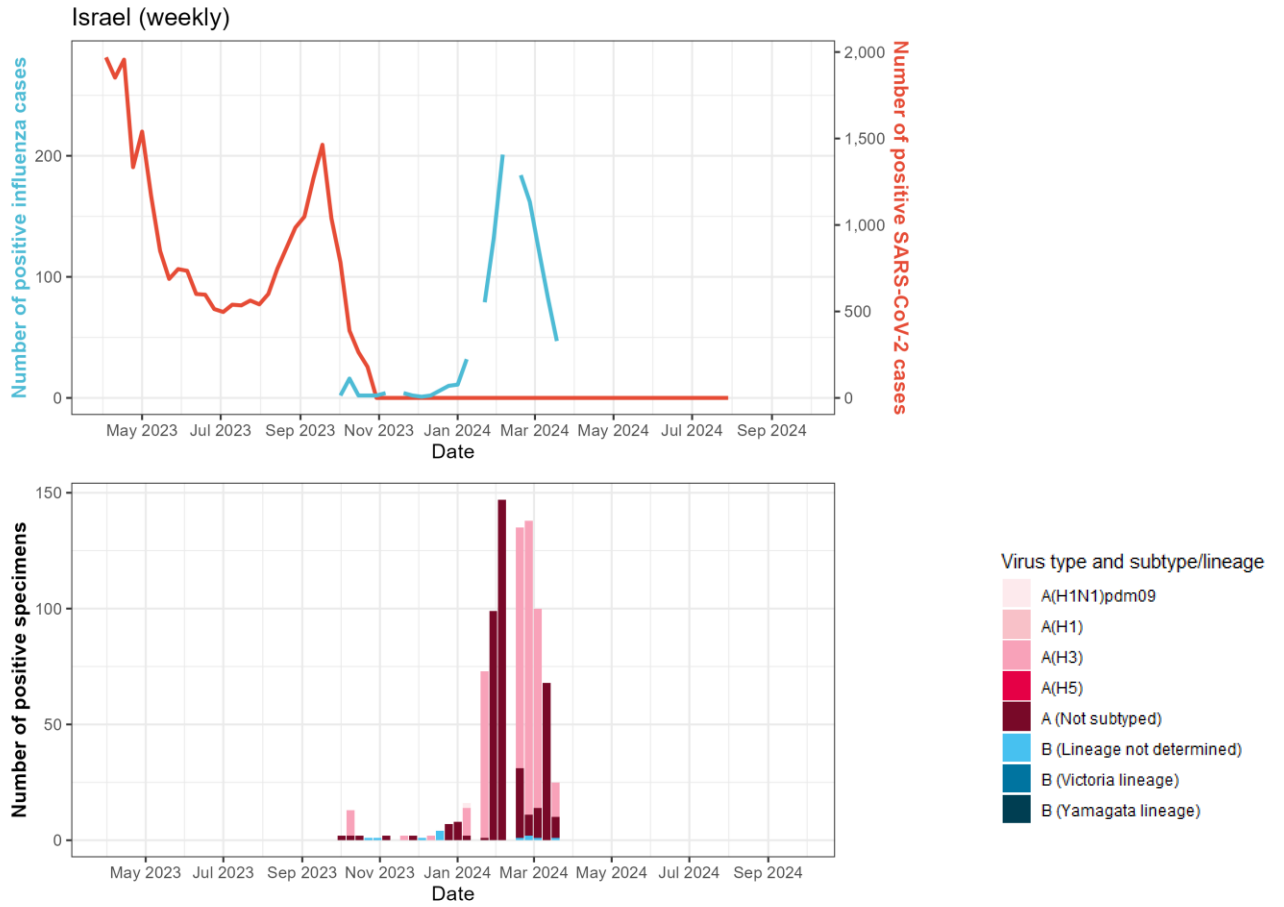 Israel (weekly)
Number of positive influenza cases
200
100
0
2,000
1,500
1,000
500
0
Number of positive SARS-CoV-2 cases
May 2023 Jul 2023 Sep 2023 Nov 2023 Jan 2024 Mar 2024 May 2024 Jul 2024 Sep 2024
Date
Number of positive specimens
150
100
50
0
May 2023 Jul 2023 Sep 2023 Nov 2023 Jan 2024 Mar 2024 May 2024 Jul 2024 Sep 2024
Date
Virus type and subtype/lineage
A(H1N1)pdm09
A(H1)
A(H3)
A(H5)
A (Not subtyped)
B (Lineage not determined)
B (Victoria lineage)
B (Yamagata lineage)